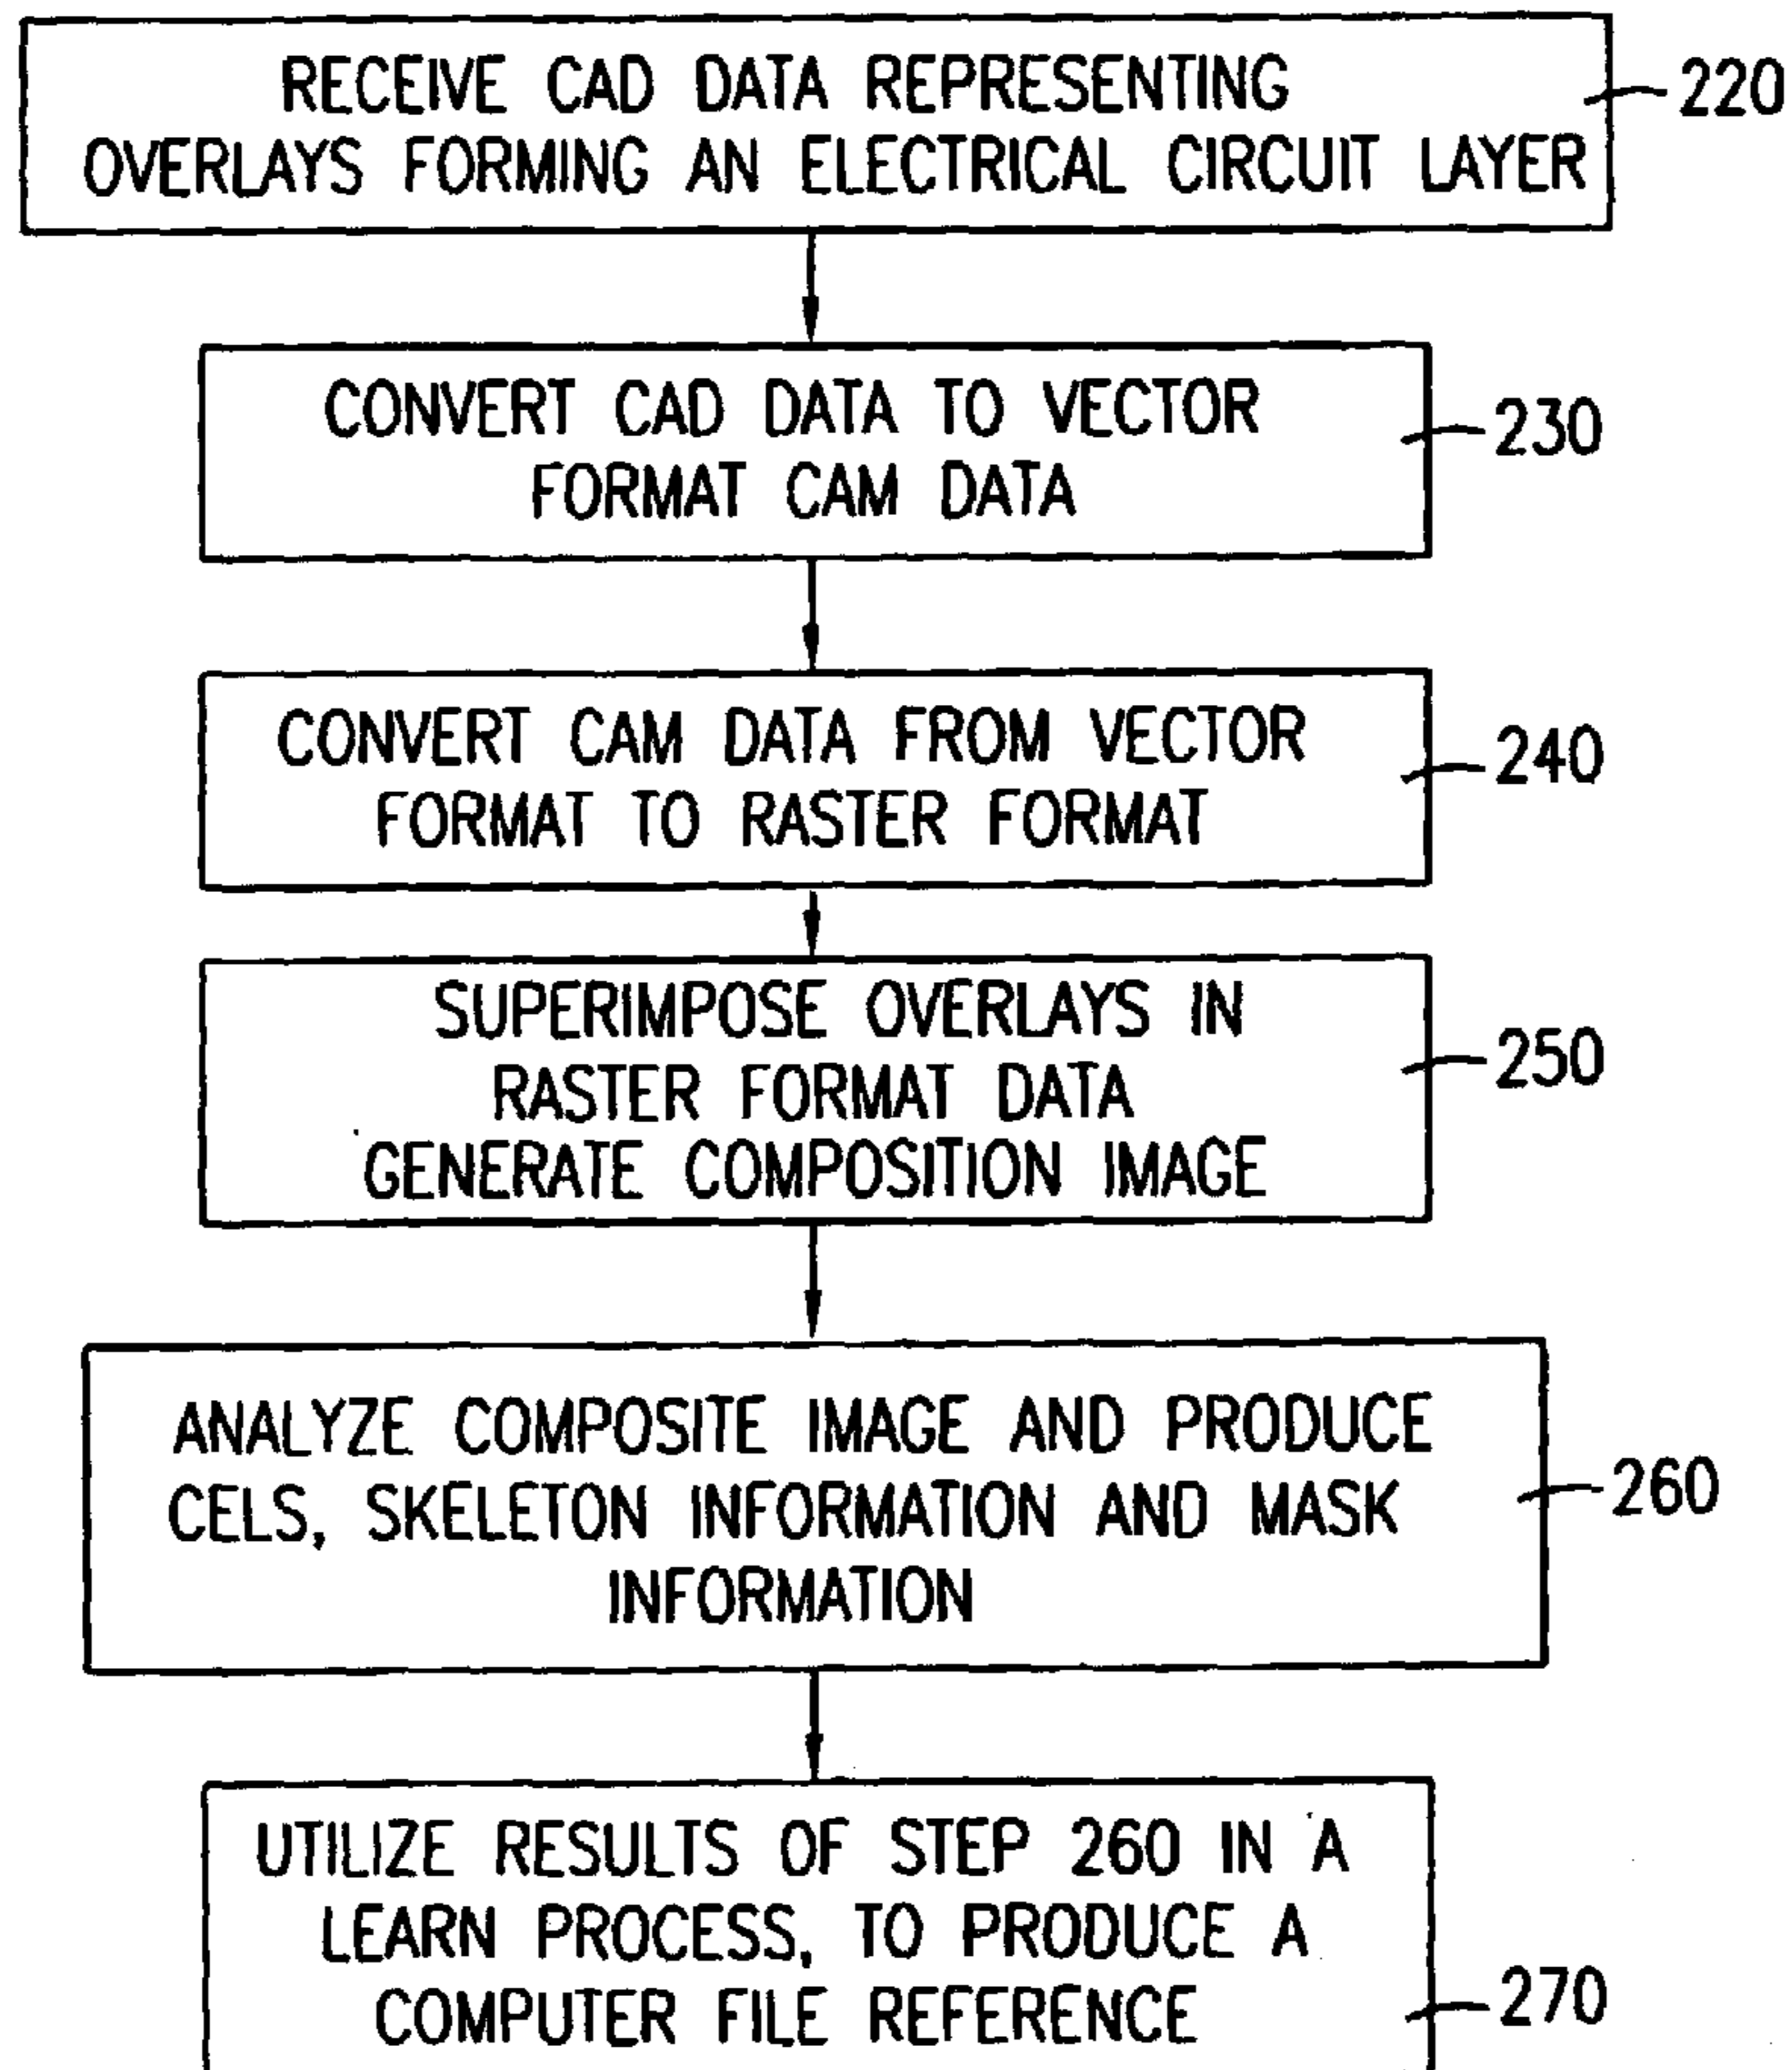 RECEIVE CAD DATA REPRESENTING
OVERLAYS FORMING AN ELECTRICAL CIRCUIT LAYER
220
CONVERT CAD DATA TO VECTOR
FORMAT CAM DATA
230
CONVERT CAM DATA FROM VECTOR
FORMAT TO RASTER FORMAT
240
SUPERIMPOSE OVERLAYS IN
RASTER FORMAT DATA
GENERATE COMPOSITION IMAGE
250
ANALYZE COMPOSITE IMAGE AND PRODUCE
CELS, SKELETON INFORMATION AND MASK
INFORMATION
260
UTILIZE RESULTS OF STEP 260 IN A
LEARN PROCESS, TO PRODUCE A
COMPUTER FILE REFERENCE
270